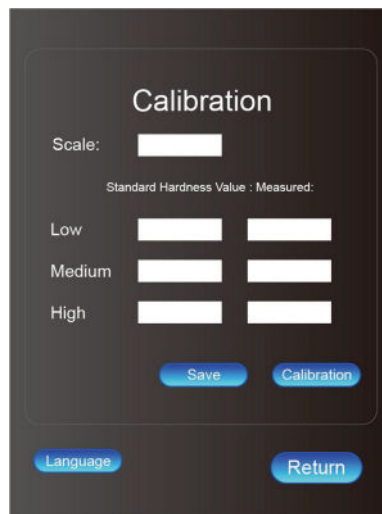 Calibration
Scale:
Standard Hardness Value : Measured:
Low
Medium
High
Save Calibration
Language
Return